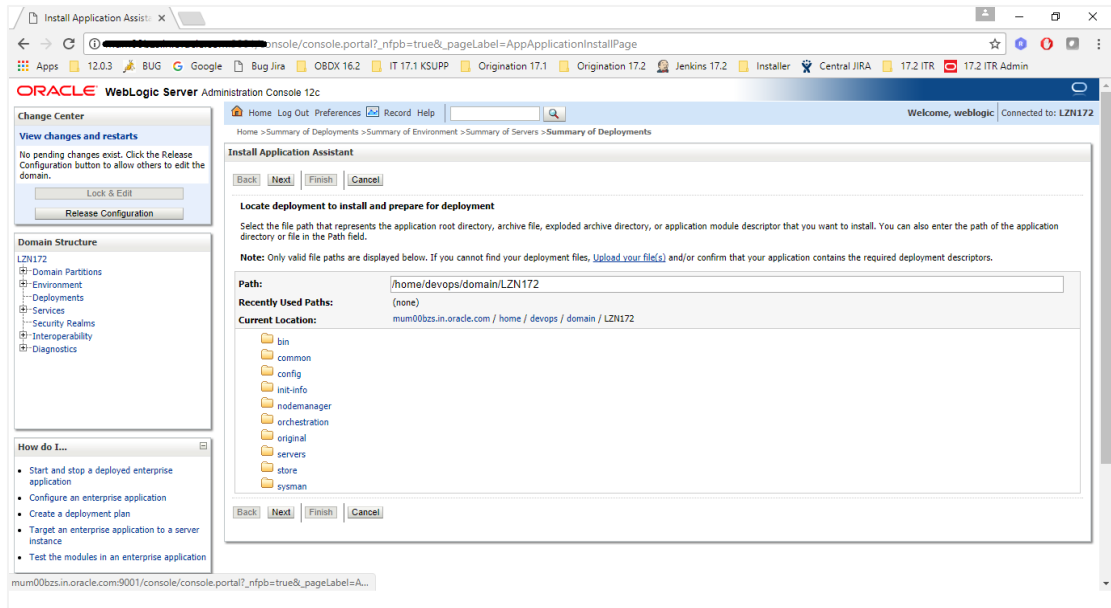 Install Application Assista
onsole/console.portal?_nfpb=true&_pageLabel=AppApplicationInstallPage
Apps 12.0.3 BUG Google Bug Jira OBDX 16.2 IT 17.1 KSUPP Origination 17.1 Origination 17.2 Jenkins 17.2 Installer Central JIRA 17.2 ITR 17.2 ITR Admin
ORACLE WebLogic Server Administration Console 12c
Change Center
View changes and restarts
No pending changes exist. Click the Release
Configuration button to allow others to edit the
domain.
Lock & Edit
Release Configuration
Domain Structure
LZN172
Domain Partitions
Environment
Deployments
Services
Security Realms
Interoperability
Diagnostics
How do I...
Start and stop a deployed enterprise
application
Configure an enterprise application
Create a deployment plan
Target an enterprise application to a server
instance
Test the modules in an enterprise application
Home Log Out Preferences Record Help
Welcome, weblogic Connected to: LZN172
Home >Summary of Deployments >Summary of Environment >Summary of Servers >Summary of Deployments
Install Application Assistant
Back Next Finish Cancel
Locate deployment to install and prepare for deployment
Select the file path that represents the application root directory, archive file, exploded archive directory, or application module descriptor that you want to install. You can also enter the path of the application
directory or file in the Path field.
Note: Only valid file paths are displayed below. If you cannot find your deployment files, Upload your file(s) and/or confirm that your application contains the required deployment descriptors.
Path: /home/devops/domain/LZN172
Recently Used Paths: (none)
Current Location: mum00bzs.in.oracle.com / home / devops / domain / LZN172
bin
common
config
init-info
nodemanager
orchestration
original
servers
store
sysman
Back Next Finish Cancel
mum00bzs.in.oracle.com:9001/console/console.portal?_nfpb=true&_pageLabel=A...